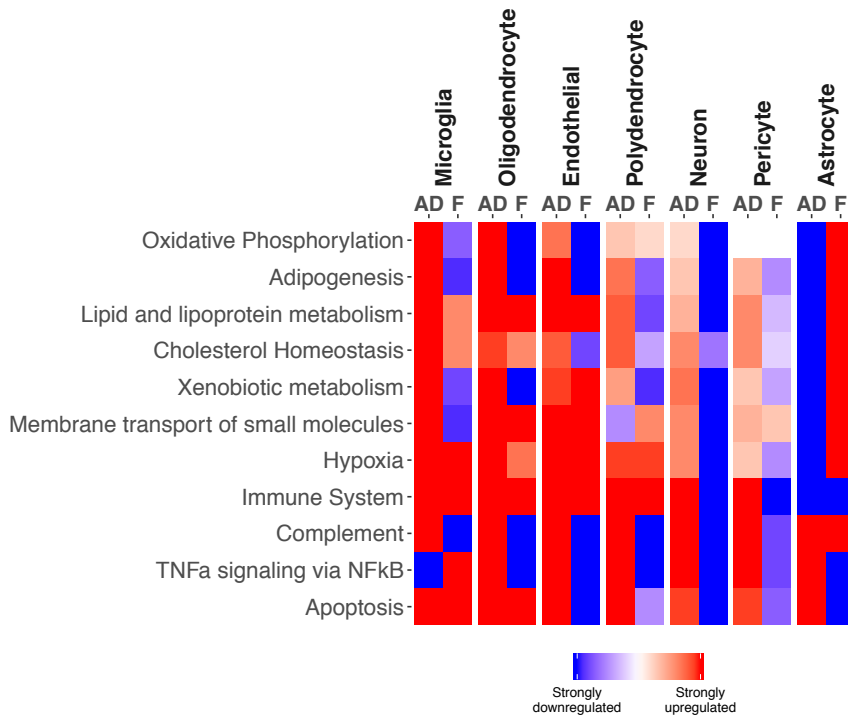 Microglia
Oligodendrocyte
Endothelial
Polydendrocyte
Neuron
Pericyte
Astrocyte
AD F AD F AD F AD F AD F AD F AD F
Oxidative Phosphorylation
Adipogenesis
Lipid and lipoprotein metabolism
Cholesterol Homeostasis
Xenobiotic metabolism
Membrane transport of small molecules
Hypoxia
Immune System
Complement
TNFa signaling via NFkB
Apoptosis
Strongly downregulated
Strongly upregulated